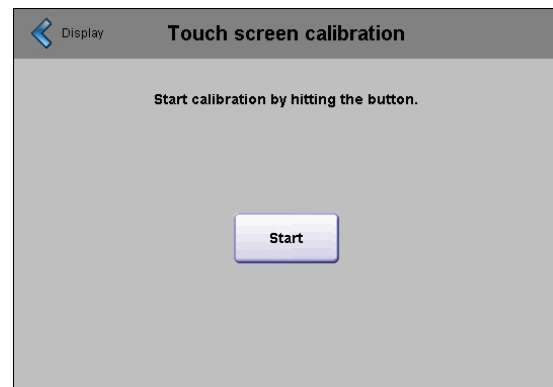 Display
Touch screen calibration
Start calibration by hitting the button.
Start